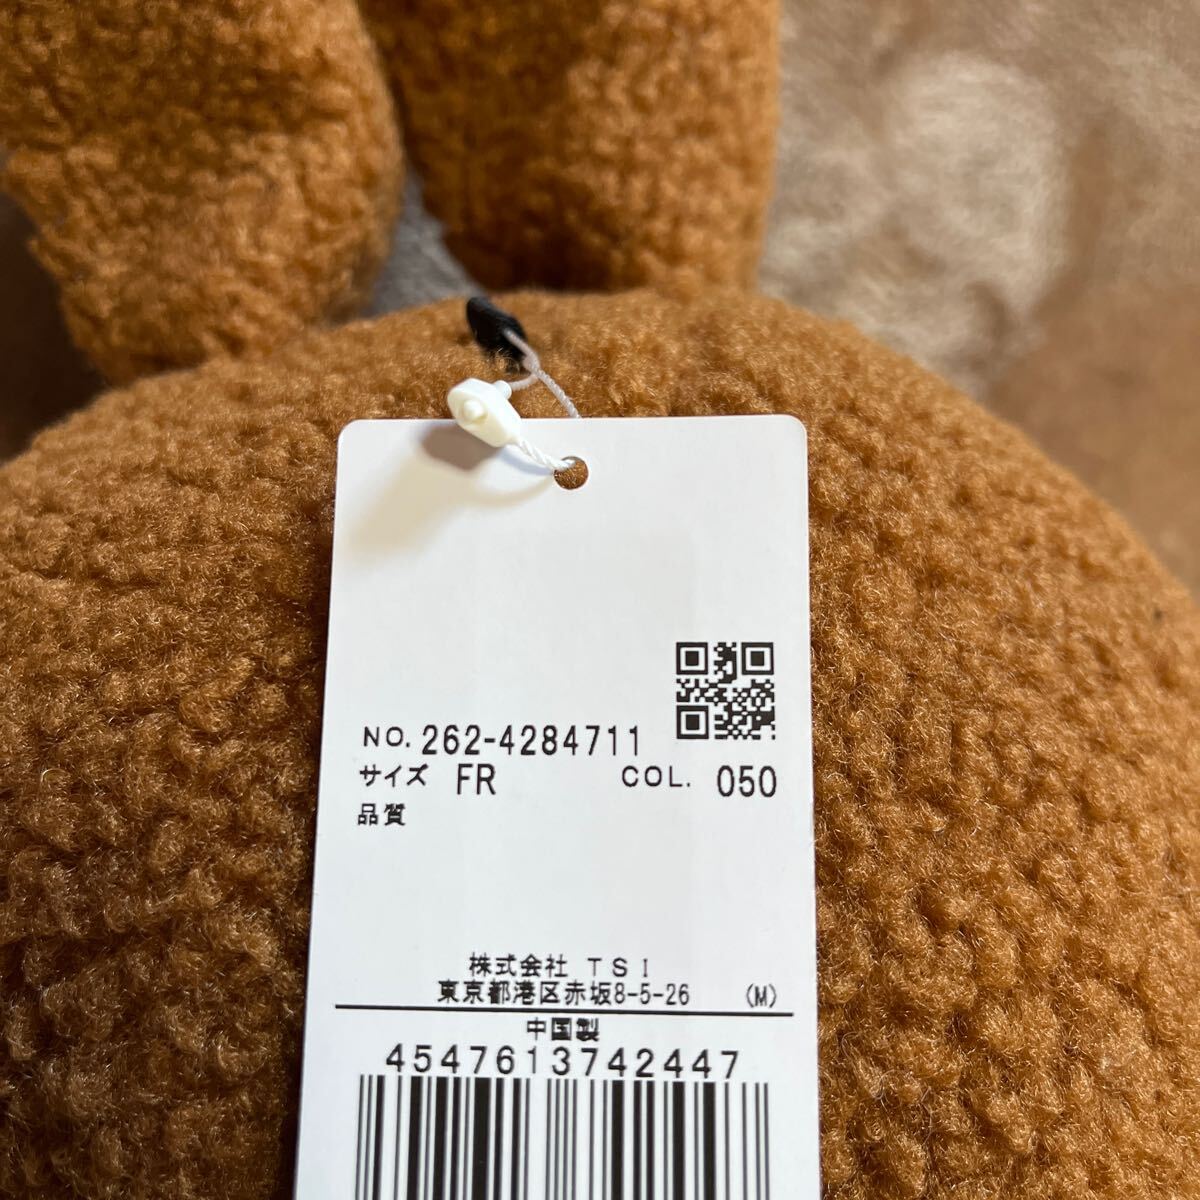 NO. 262-4284711
サイズ FR COL. 050
品質
株式会社 TSI
東京都港区赤坂8-5-26 (M)
中国製
4547613742447